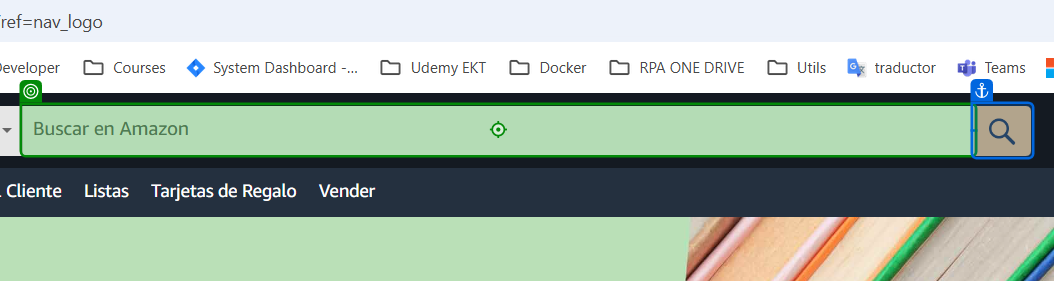 ref=nav_logo
Developer Courses System Dashboard -... Udemy EKT Docker RPA ONE DRIVE Utils traductor Teams
Buscar en Amazon
Cliente Listas Tarjetas de Regalo Vender